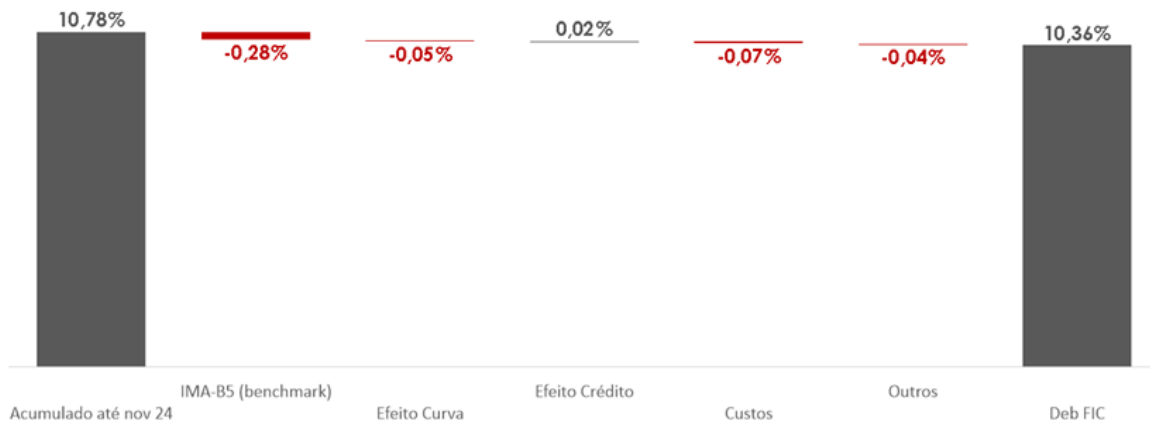 10,78%
-0,28%
-0,05%
0,02%
-0,07%
-0,04%
10,36%
Acumulado até nov 24
IMA-B5 (benchmark)
Efeito Curva
Efeito Crédito
Custos
Outros
Deb FIC